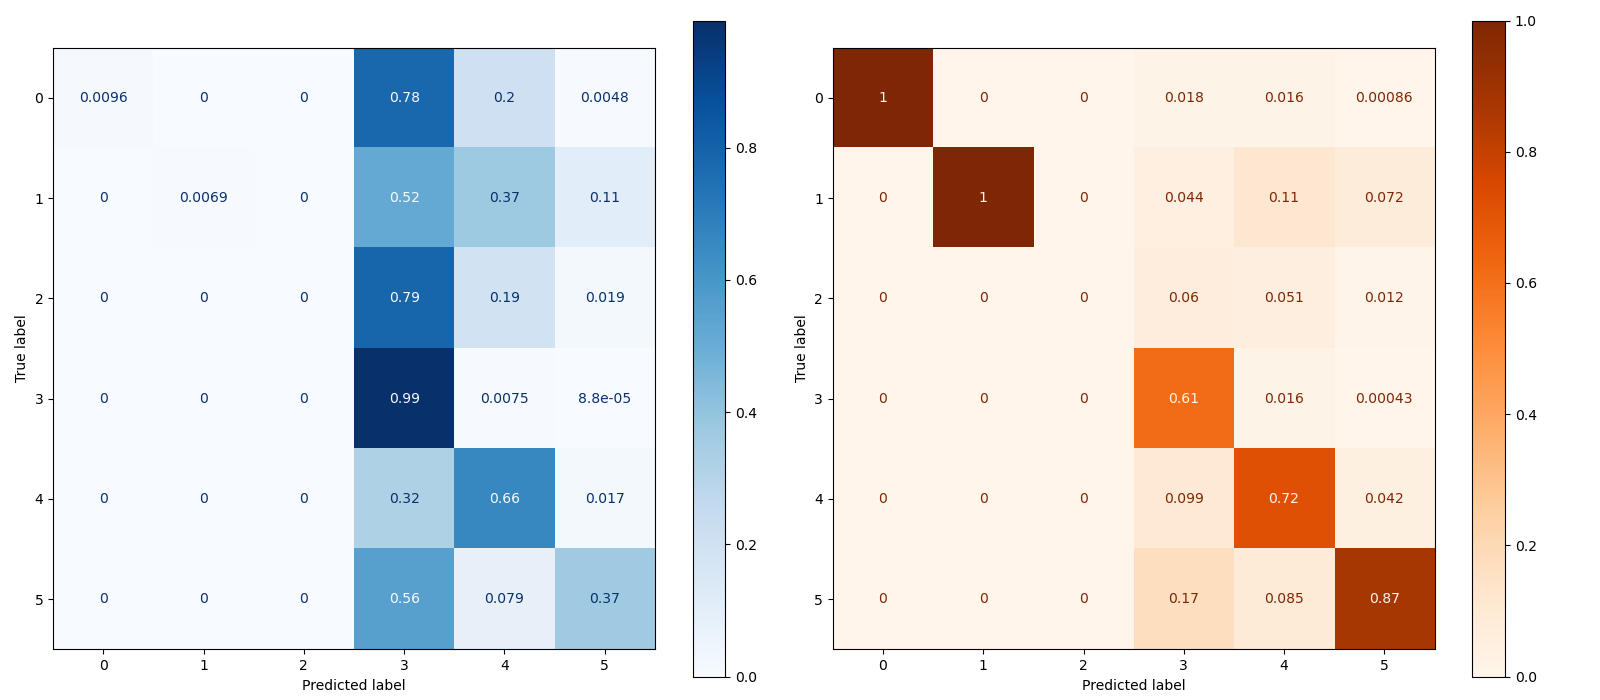 0 0.0096 0 0 0.78 0.2 0.0048
1 0 0.0069 0 0.52 0.37 0.11
2 0 0 0 0.79 0.19 0.019
3 0 0 0 0.99 0.0075 8.8e-05
4 0 0 0 0.32 0.66 0.017
5 0 0 0 0.56 0.079 0.37
0 1 2 3 4 5
True label
Predicted label
0.8
0.6
0.4
0.2
0.0
0 1 0 0 0.018 0.016 0.00086
1 0 1 0 0.044 0.11 0.072
2 0 0 0 0.06 0.051 0.012
3 0 0 0 0.61 0.016 0.00043
4 0 0 0 0.099 0.72 0.042
5 0 0 0 0.17 0.085 0.87
0 1 2 3 4 5
True label
Predicted label
1.0
0.8
0.6
0.4
0.2
0.0